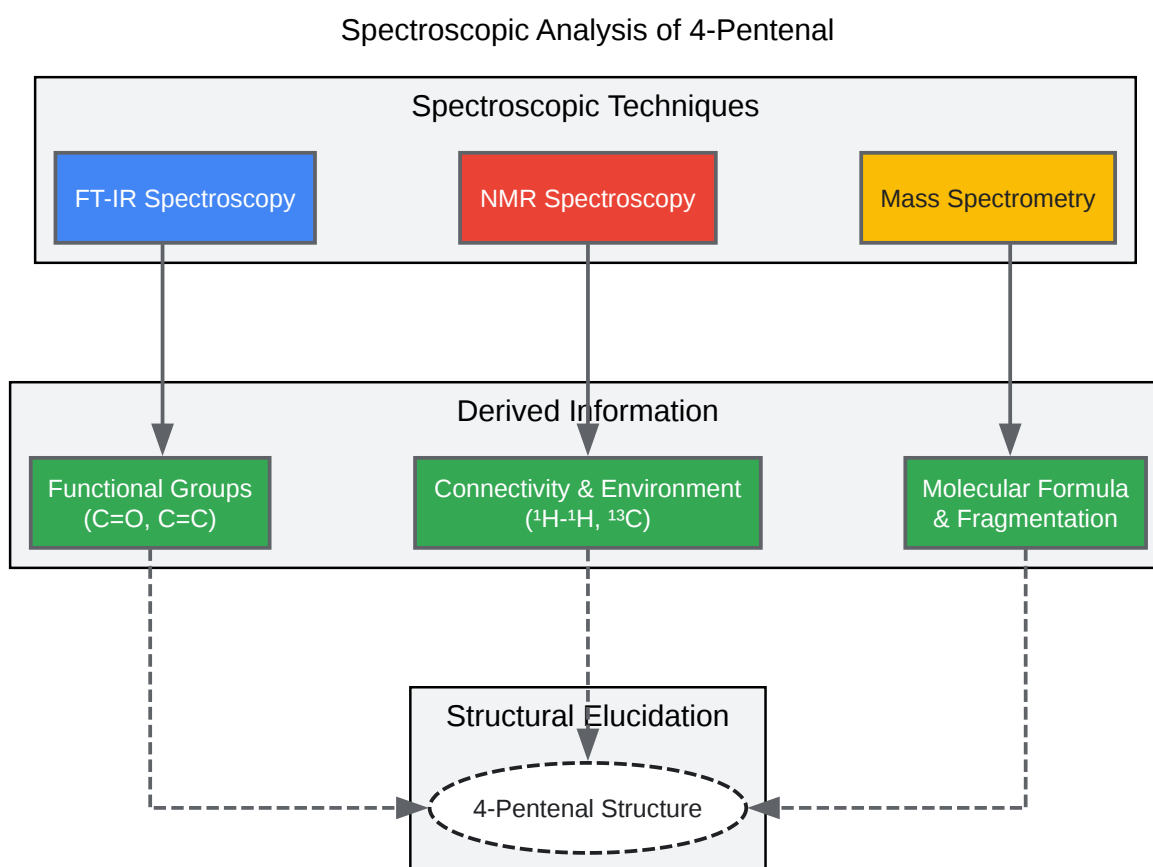 Spectroscopic Analysis of 4-Pentenal
Spectroscopic Techniques
FT-IR Spectroscopy
NMR Spectroscopy
Mass Spectrometry
Derived Information
Functional Groups
(C=O, C=C)
Connectivity & Environment
(¹H-¹H, ¹³C)
Molecular Formula
& Fragmentation
Structural Elucidation
4-Pentenal Structure